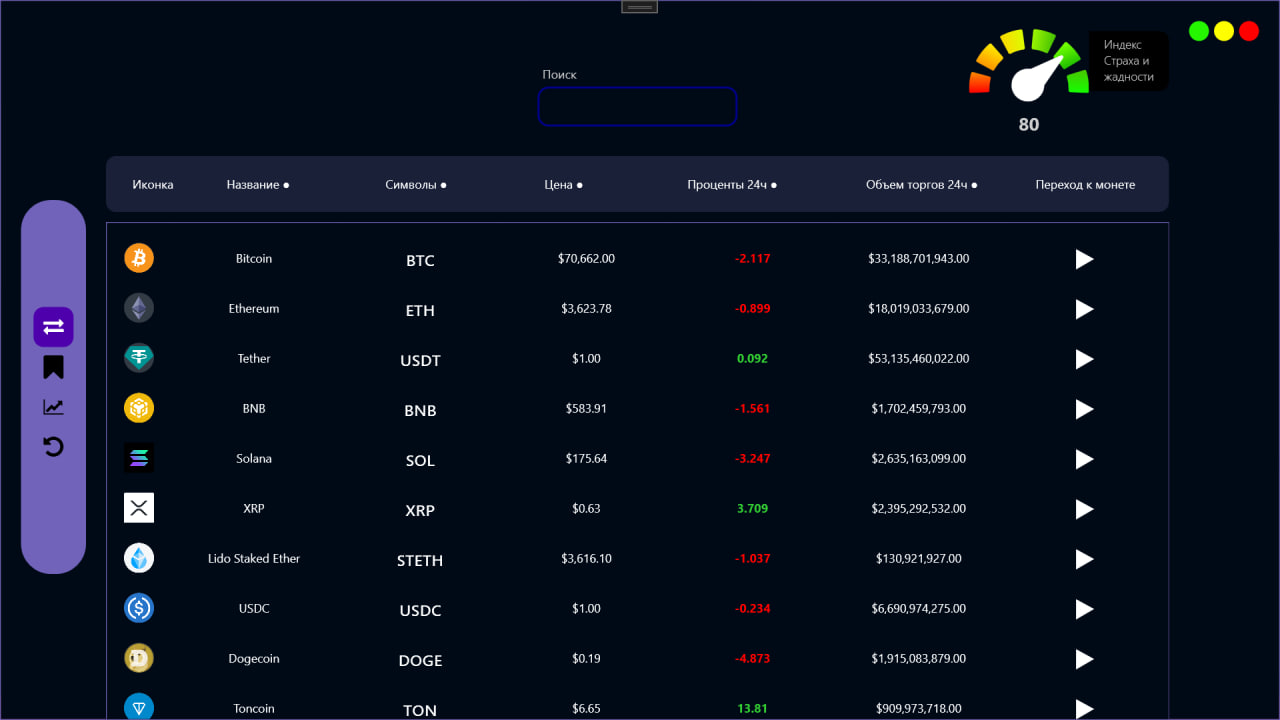 Поиск
Индекс
Страха и
жадности
80
Иконка Название ● Символы ● Цена ● Проценты 24ч ● Объем торгов 24ч ● Переход к монете
Bitcoin BTC $70,662.00 -2.117 $33,188,701,943.00
Ethereum ETH $3,623.78 -0.899 $18,019,033,679.00
Tether USDT $1.00 0.092 $53,135,460,022.00
BNB BNB $583.91 -1.561 $1,702,459,793.00
Solana SOL $175.64 -3.247 $2,635,163,099.00
XRP XRP $0.63 3.709 $2,395,292,532.00
Lido Staked Ether STETH $3,616.10 -1.037 $130,921,927.00
USDC USDC $1.00 -0.234 $6,690,974,275.00
Dogecoin DOGE $0.19 -4.873 $1,915,083,879.00
Toncoin TON $6.65 13.81 $909,973,718.00